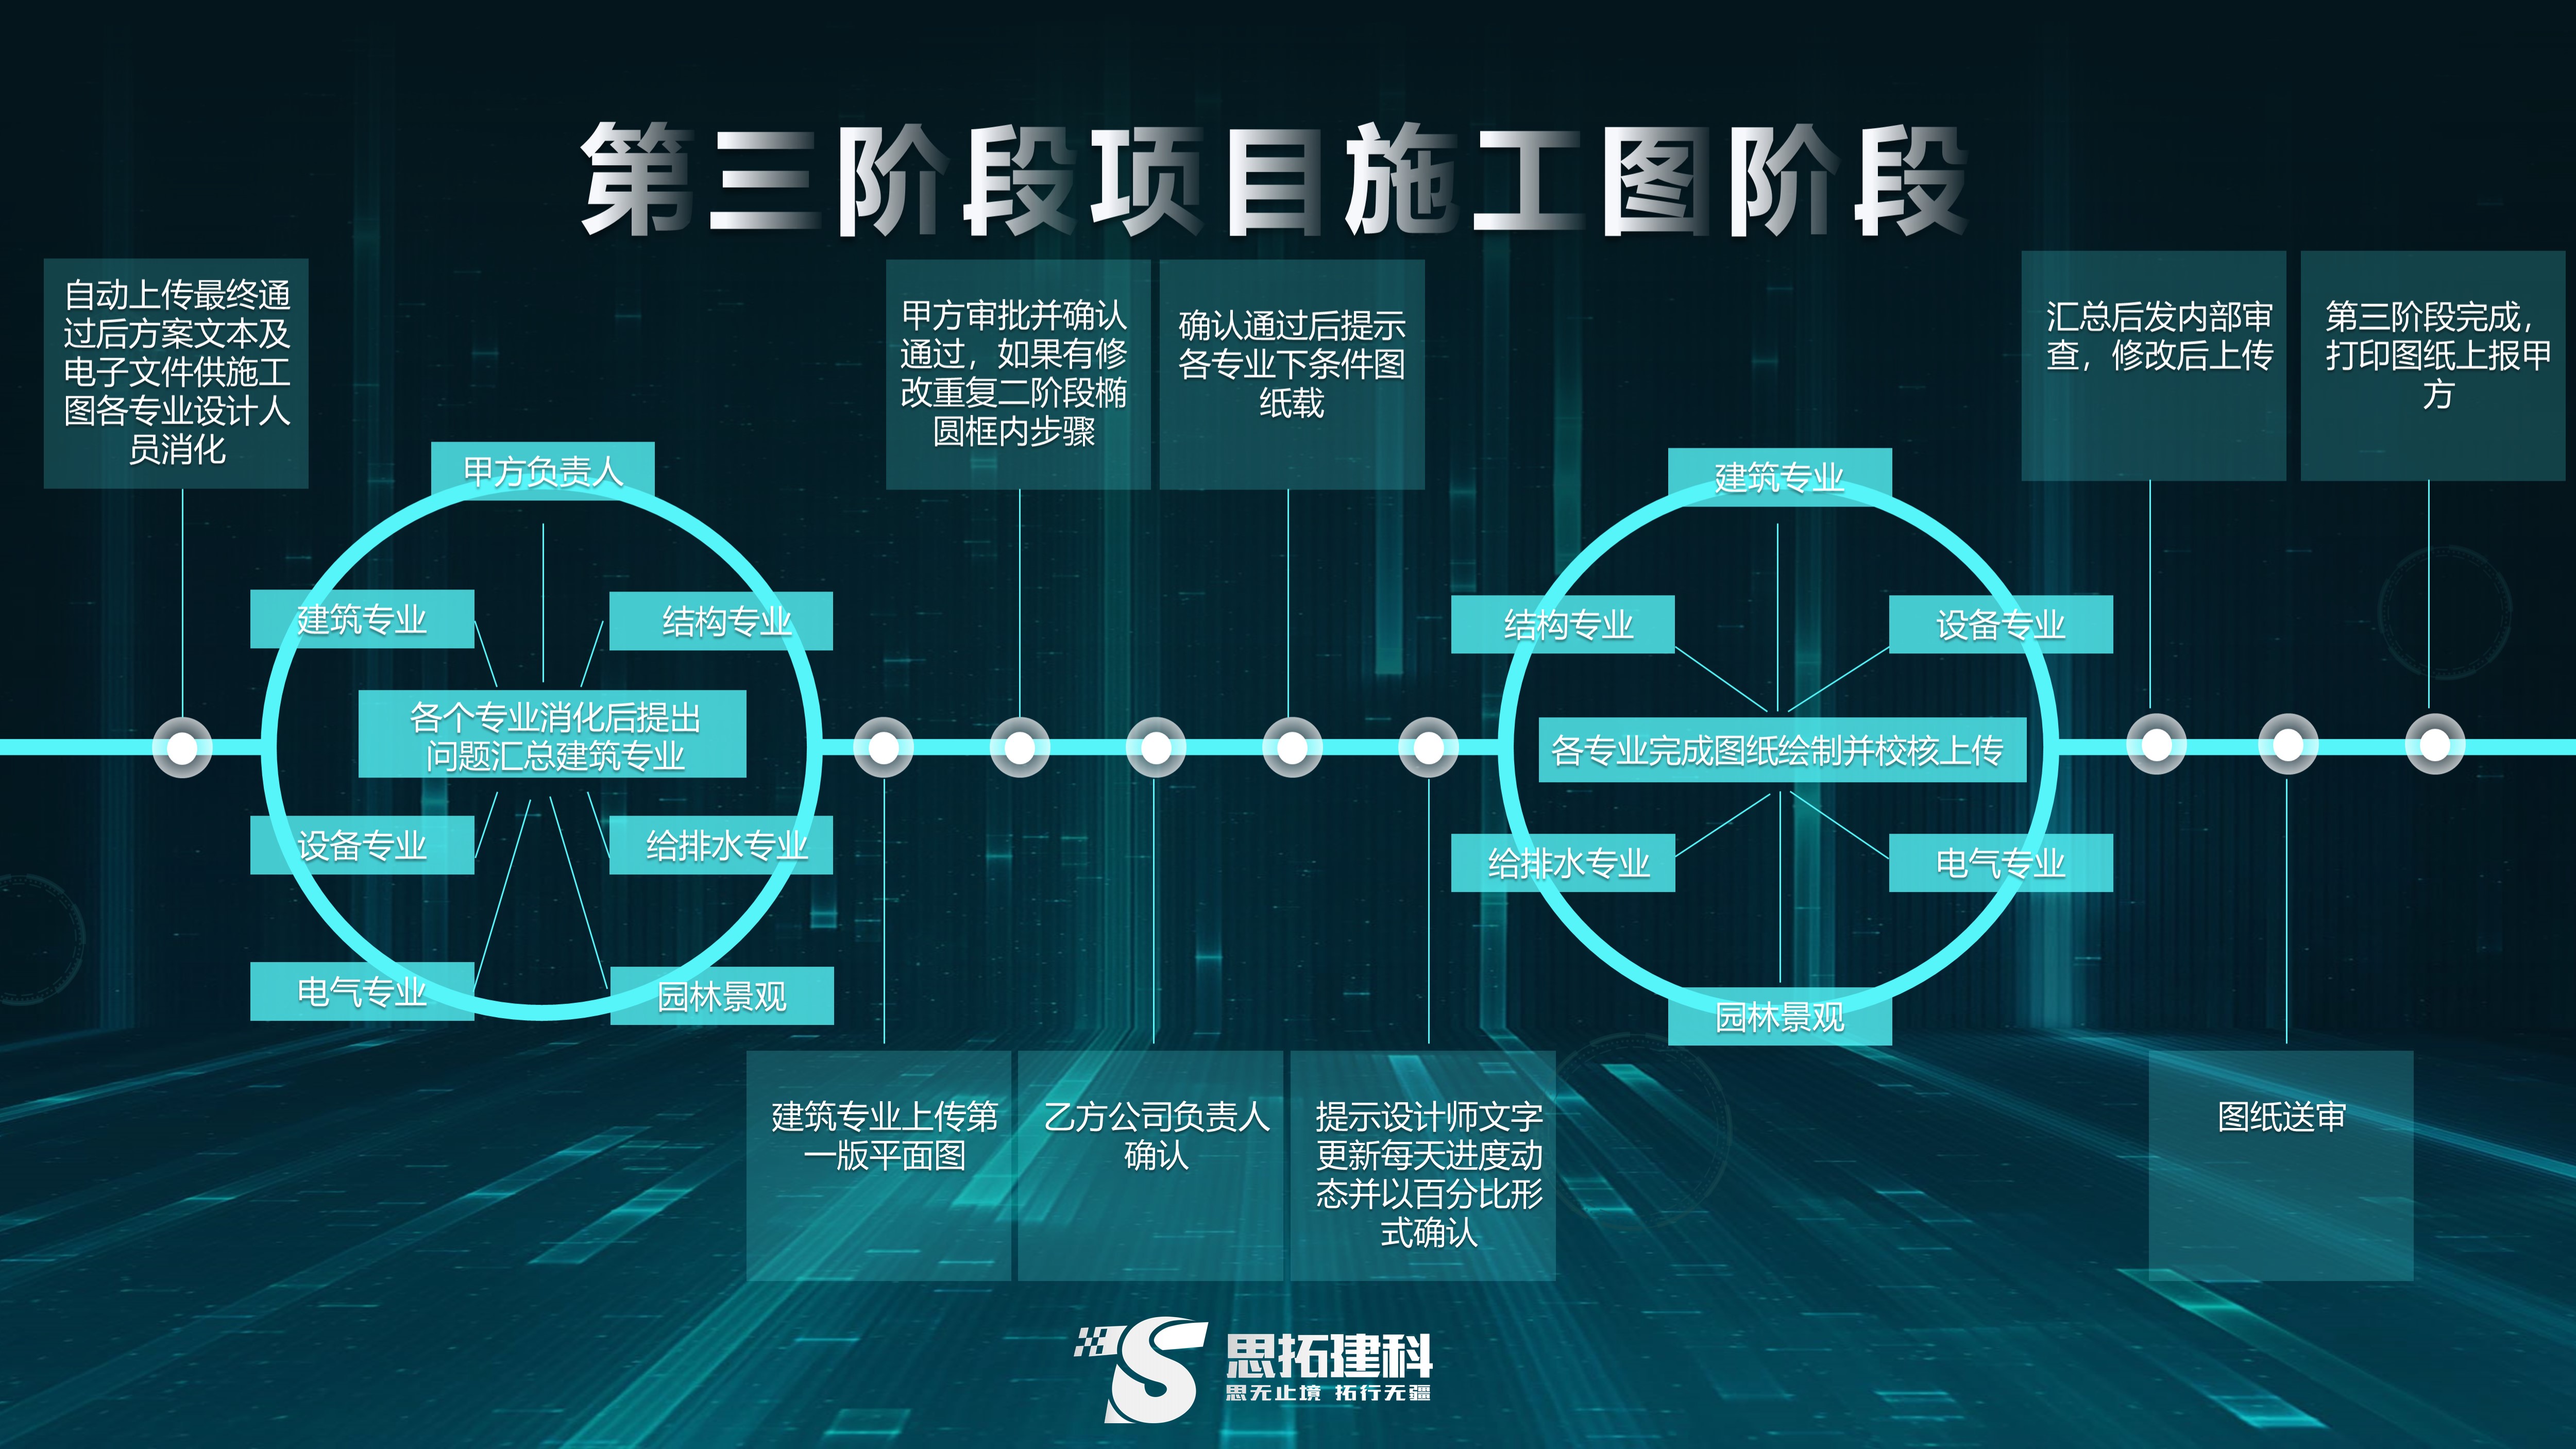 第三阶段项目施工图阶段
自动上传最终通
过后方案文本及
电子文件供施工
图各专业设计人
员消化
甲方负责人
建筑专业
结构专业
各个专业消化后提出
问题汇总建筑专业
设备专业
给排水专业
电气专业
园林景观
建筑专业上传第
一版平面图
甲方审批并确认
通过，如果有修
改重复二阶段椭
圆框内步骤
乙方公司负责人
确认
确认通过后提示
各专业下条件图
纸载
提示设计师文字
更新每天进度动
态并以百分比形
式确认
建筑专业
结构专业
设备专业
各专业完成图纸绘制并校核上传
给排水专业
电气专业
园林景观
汇总后发内部审
查，修改后上传
图纸送审
第三阶段完成，
打印图纸上报甲
方
思拓建科
思无止境 拓行无疆